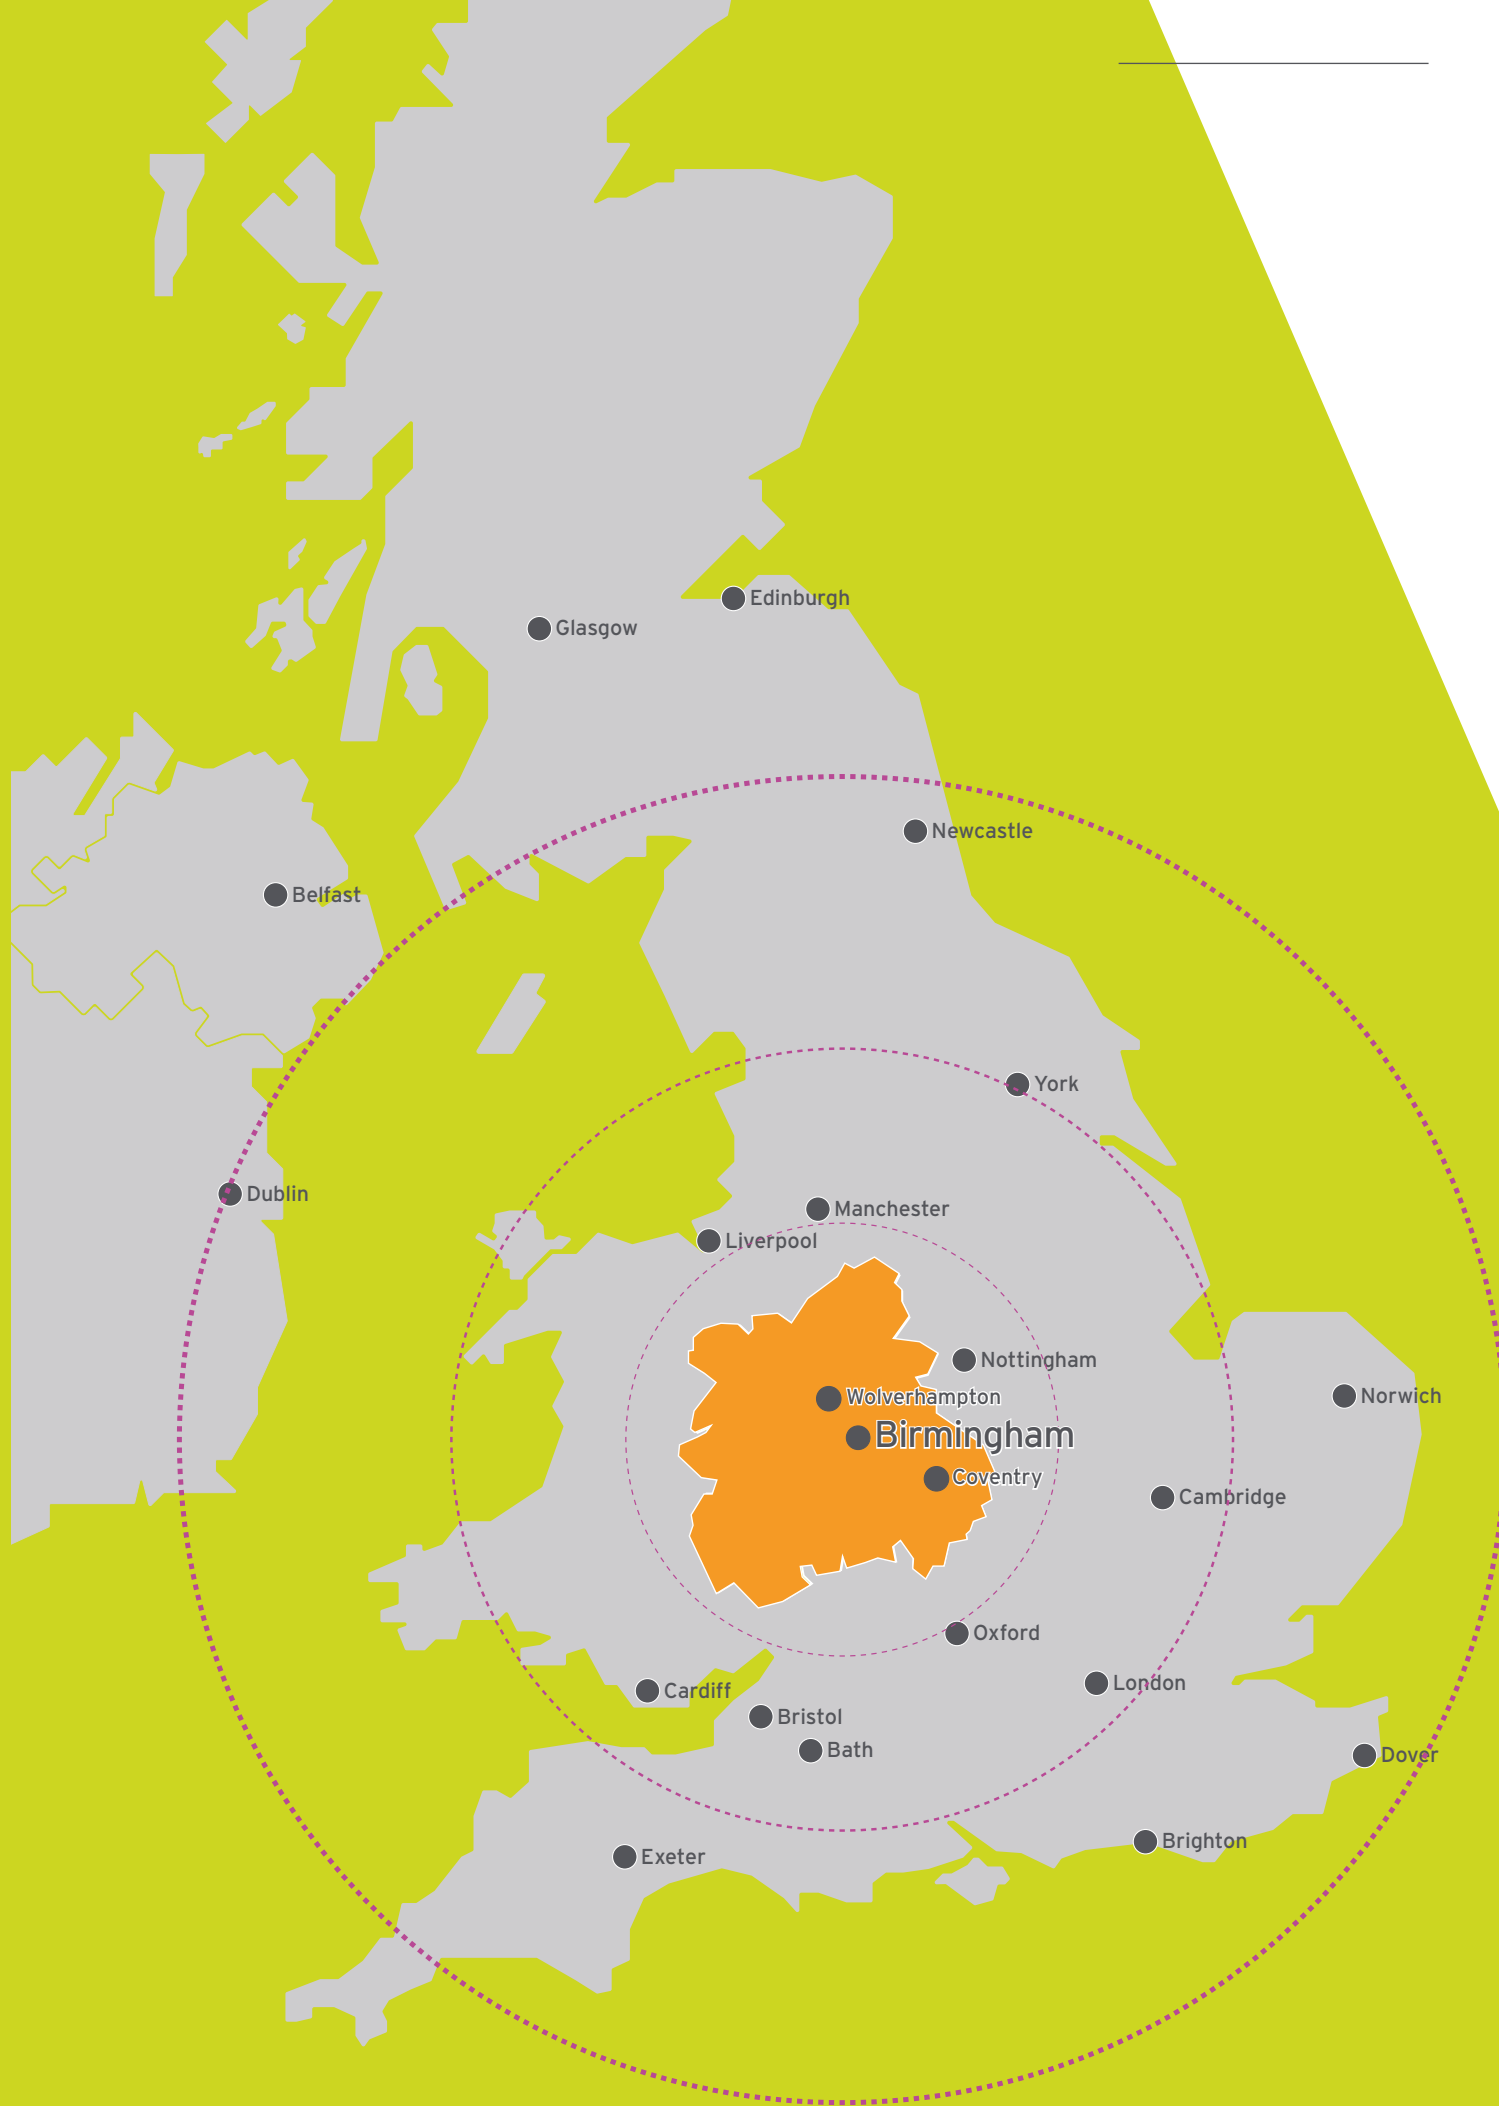 Edinburgh
Glasgow
Newcastle
Belfast
York
Dublin
Manchester
Liverpool
Nottingham
Wolverhampton
Norwich
Birmingham
Coventry
Cambridge
Oxford
London
Cardiff
Bristol
Bath
Dover
Brighton
Exeter